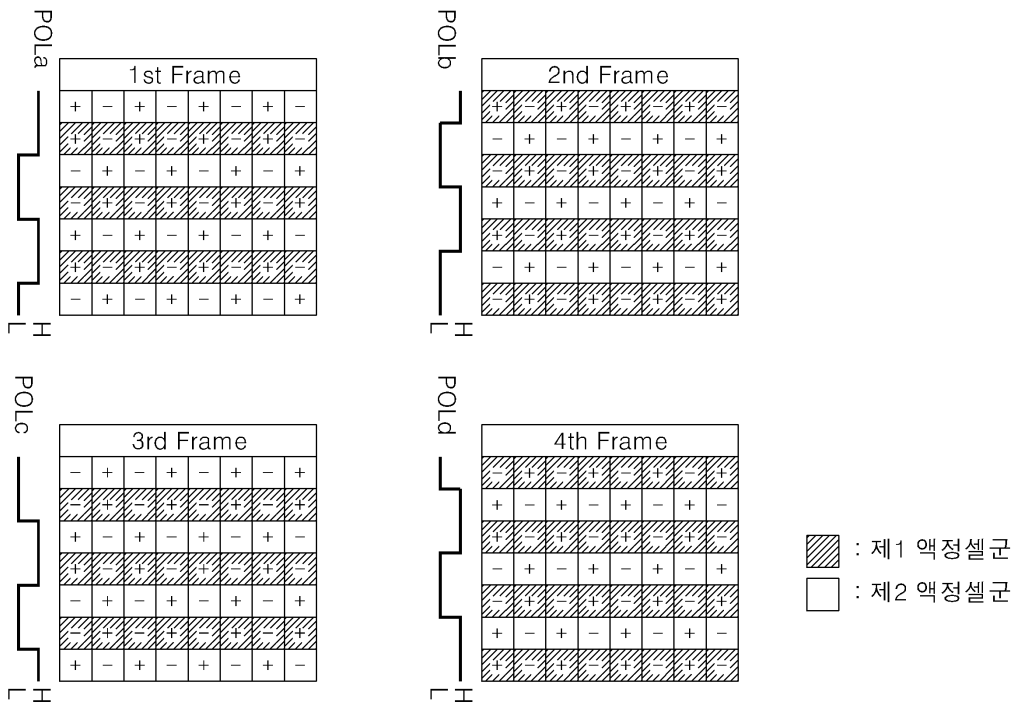 POLa
1st Frame
+ − + − + − + −
+ − + − + − + −
− + − + − + − +
− + − + − + − +
+ − + − + − + −
+ − + − + − + −
− + − + − + − +
H
L
POLb
2nd Frame
+ − + − + − + −
− + − + − + − +
− + − + − + − +
+ − + − + − + −
+ − + − + − + −
− + − + − + − +
− + − + − + − +
H
L
POLc
3rd Frame
− + − + − + − +
− + − + − + − +
+ − + − + − + −
+ − + − + − + −
− + − + − + − +
− + − + − + − +
+ − + − + − + −
H
L
POLd
4th Frame
− + − + − + − +
+ − + − + − + −
+ − + − + − + −
− + − + − + − +
− + − + − + − +
+ − + − + − + −
+ − + − + − + −
H
L
: 제1 액정셀군
: 제2 액정셀군